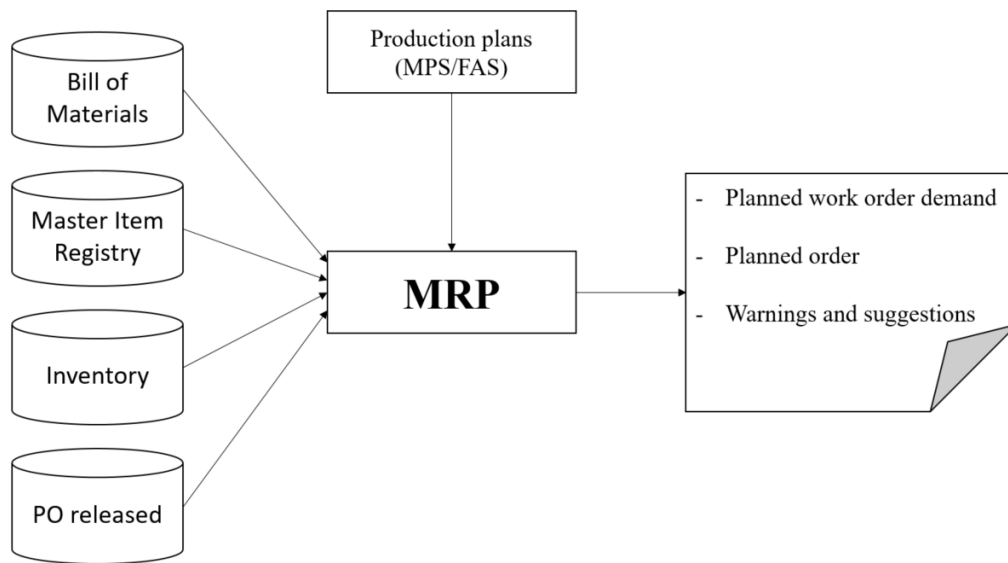 Production plans
(MPS/FAS)
Bill of
Materials
Master Item
Registry
Inventory
PO released
MRP
- Planned work order demand
- Planned order
- Warnings and suggestions